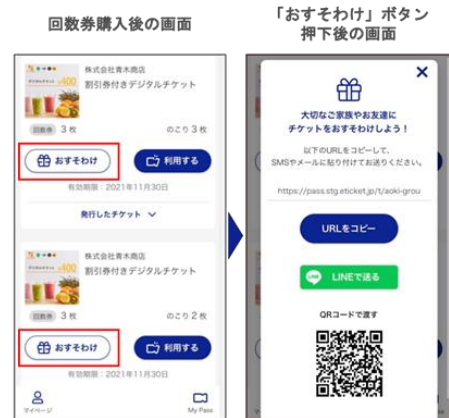 回数券購入後の画面
株式会社青木商店
割引券付きデジタルチケット
¥400
回数券 3 枚
のこり 3 枚
おすそわけ
利用する
有効期限：2021年11月30日
発行したチケット
株式会社青木商店
割引券付きデジタルチケット
¥400
回数券 3 枚
のこり 2 枚
おすそわけ
利用する
有効期限：2021年11月30日
マイページ
My Pass
「おすそわけ」ボタン
押下後の画面
大切なご家族やお友達に
チケットをおすそわけしよう！
以下のURLをコピーして、
SMSやメールに貼り付けてお送りください。
https://pass.stg.eticket.jp/t/aoki-grou
URLをコピー
LINEで送る
QRコードで渡す